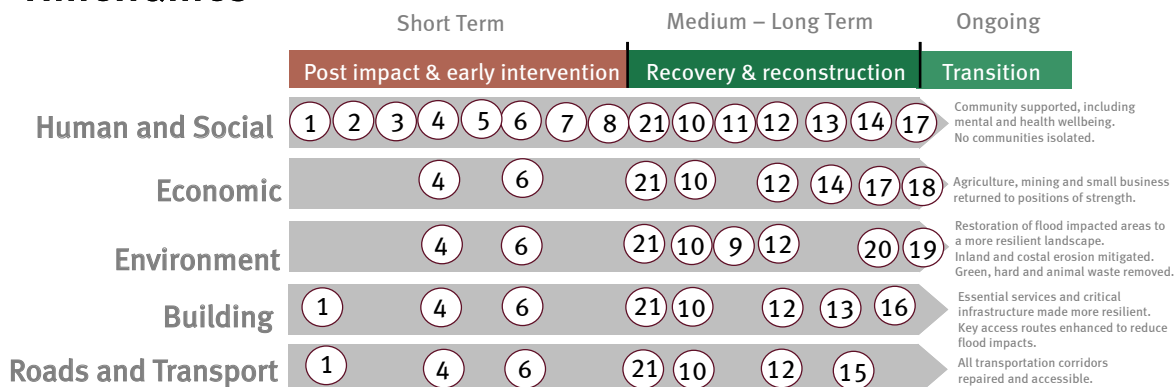 Short Term
Medium – Long Term
Ongoing
Post impact & early intervention
Recovery & reconstruction
Transition
Human and Social
1 2 3 4 5 6 7 8 21 10 11 12 13 14 17
Community supported, including
mental and health wellbeing.
No communities isolated.
Economic
4 6 21 10 12 14 17 18
Agriculture, mining and small business
returned to positions of strength.
Environment
4 6 21 10 9 12 20 19
Restoration of flood impacted areas to
a more resilient landscape.
Inland and costal erosion mitigated.
Green, hard and animal waste removed.
Building
1 4 6 21 10 12 13 16
Essential services and critical
infrastructure made more resilient.
Key access routes enhanced to reduce
flood impacts.
Roads and Transport
1 4 6 21 10 12 15
All transportation corridors
repaired and accessible.